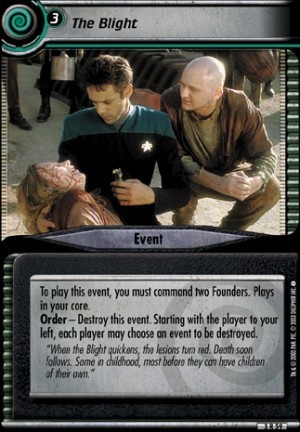 3
The Blight
Event
To play this event, you must command two Founders. Plays
in your core.
Order – Destroy this event. Starting with the player to your
left, each player may choose an event to be destroyed.
"When the Blight quickens, the lesions turn red. Death soon
follows. Some in childhood, most before they can have children
of their own."
3 R 59